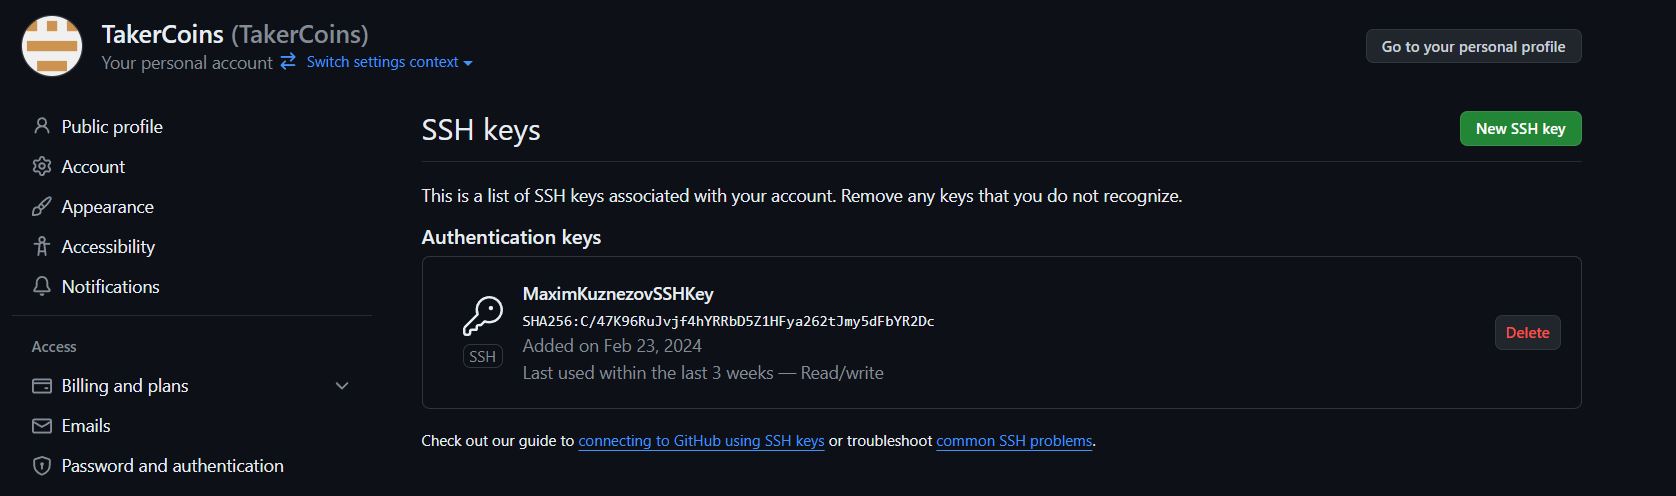 TakerCoins (TakerCoins)
Your personal account Switch settings context
Go to your personal profile
Public profile
Account
Appearance
Accessibility
Notifications
Access
Billing and plans
Emails
Password and authentication
SSH keys
New SSH key
This is a list of SSH keys associated with your account. Remove any keys that you do not recognize.
Authentication keys
MaximKuznezovSSHKey
SHA256:C/47K96RuJvjf4hYRRbD5Z1HFya262tJmy5dFbYR2Dc
Added on Feb 23, 2024
Last used within the last 3 weeks — Read/write
SSH
Delete
Check out our guide to connecting to GitHub using SSH keys or troubleshoot common SSH problems.